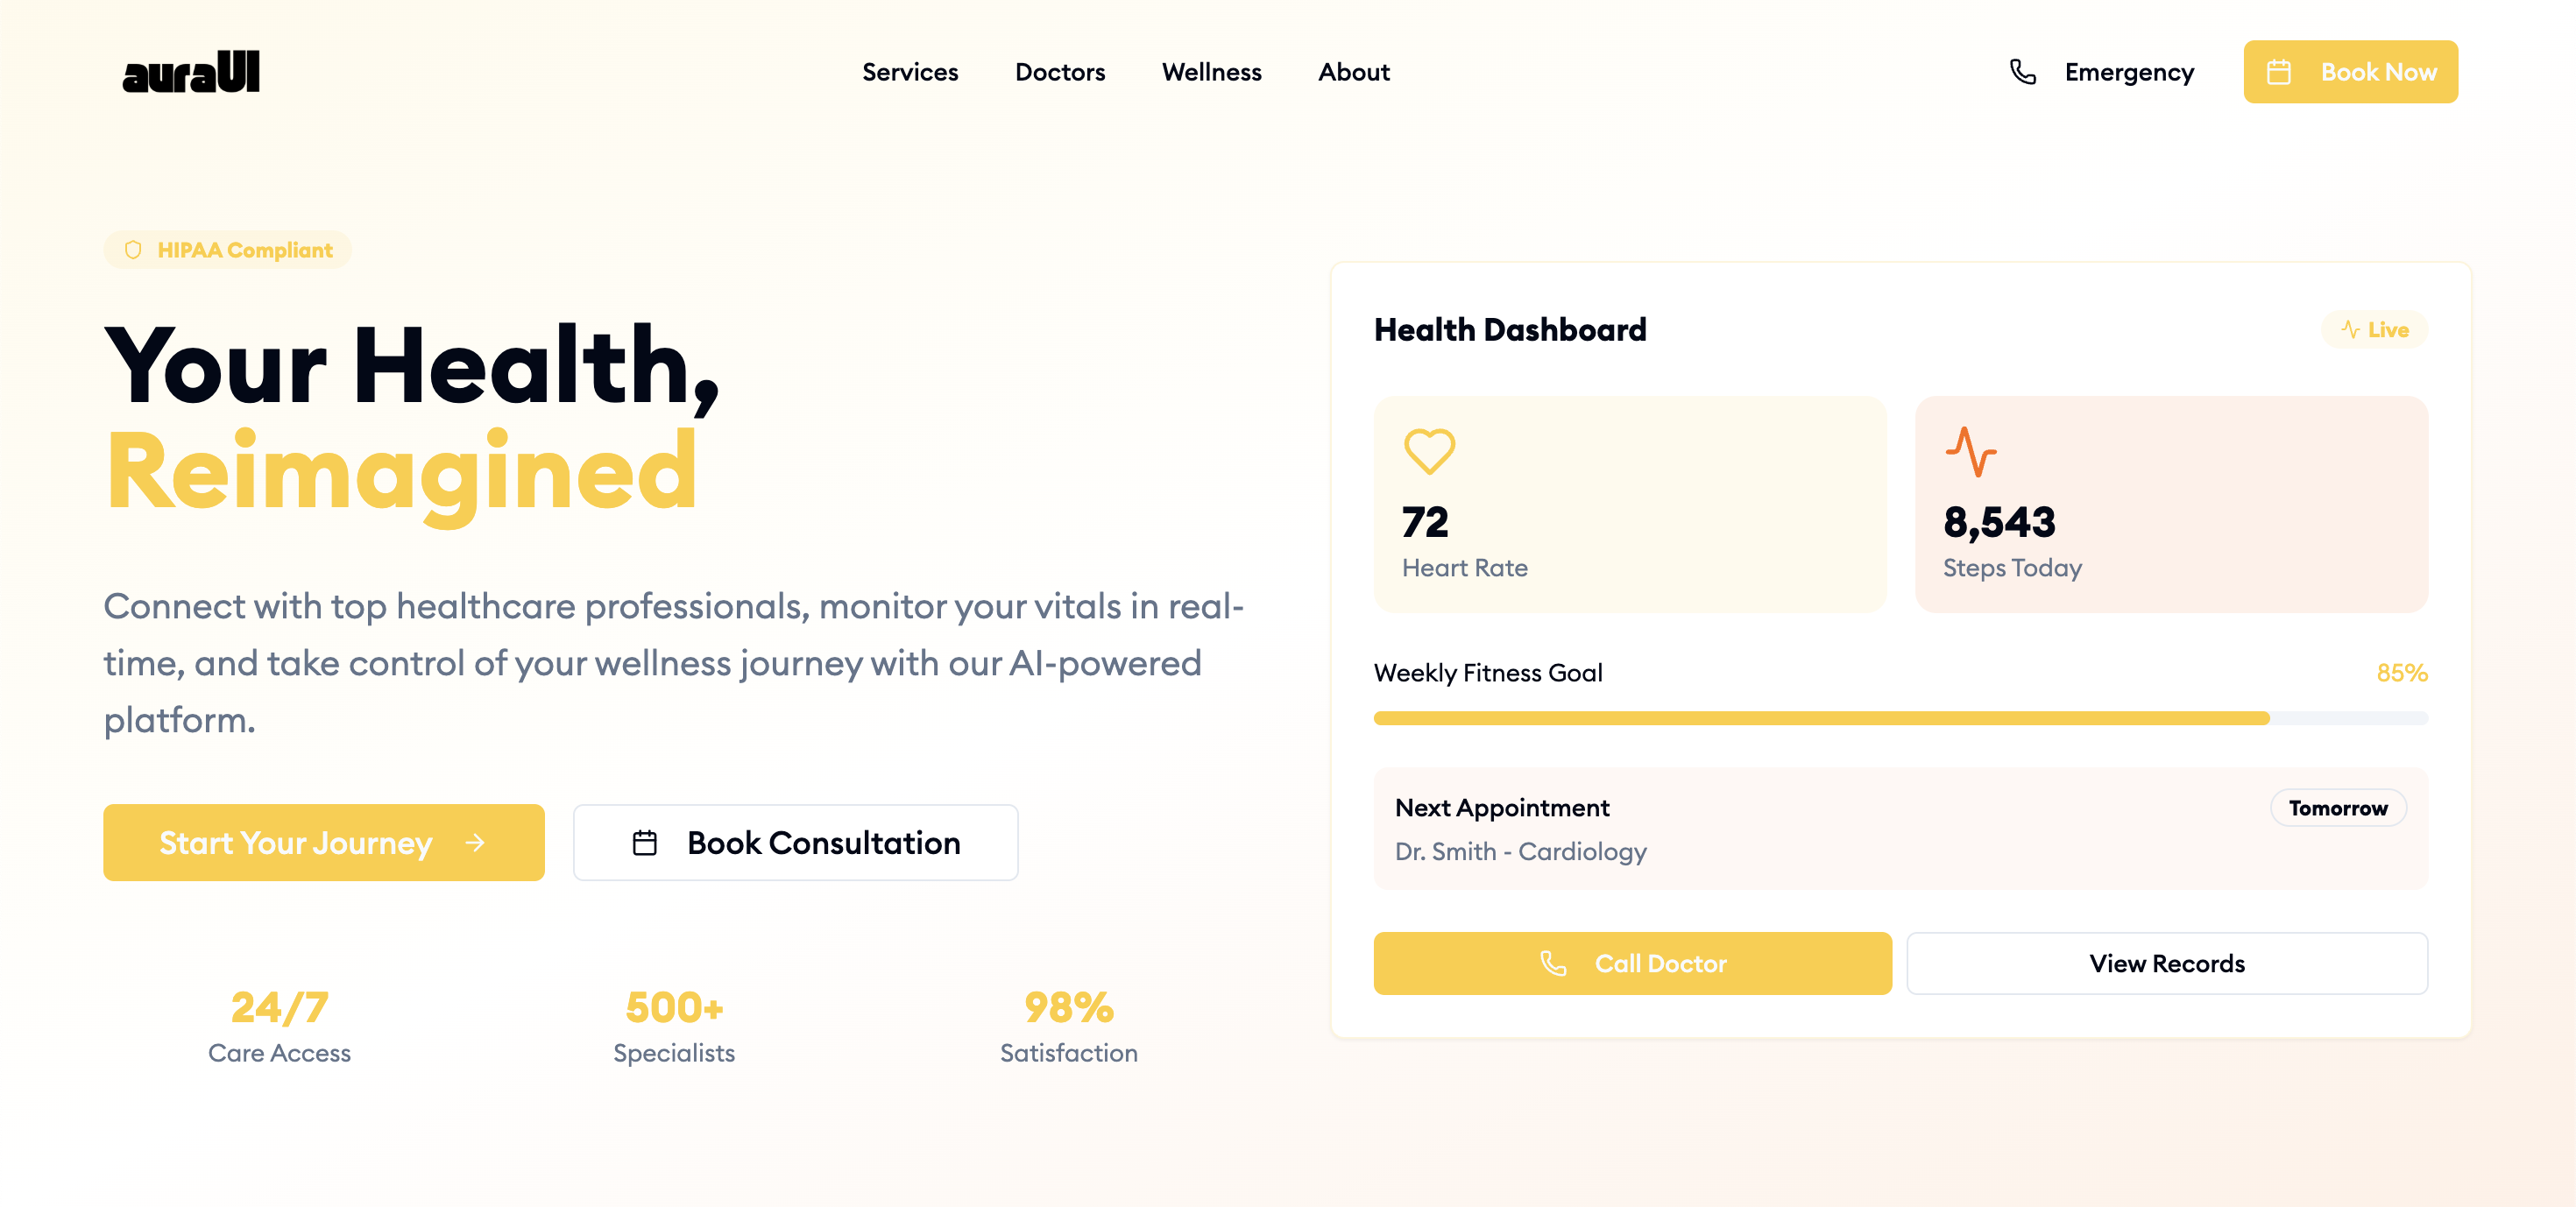 auraUI
Services
Doctors
Wellness
About
Emergency
Book Now
HIPAA Compliant
Your Health,
Reimagined
Connect with top healthcare professionals, monitor your vitals in real-
time, and take control of your wellness journey with our AI-powered
platform.
Start Your Journey
Book Consultation
24/7
Care Access
500+
Specialists
98%
Satisfaction
Health Dashboard
Live
72
Heart Rate
8,543
Steps Today
Weekly Fitness Goal
85%
Next Appointment
Tomorrow
Dr. Smith - Cardiology
Call Doctor
View Records